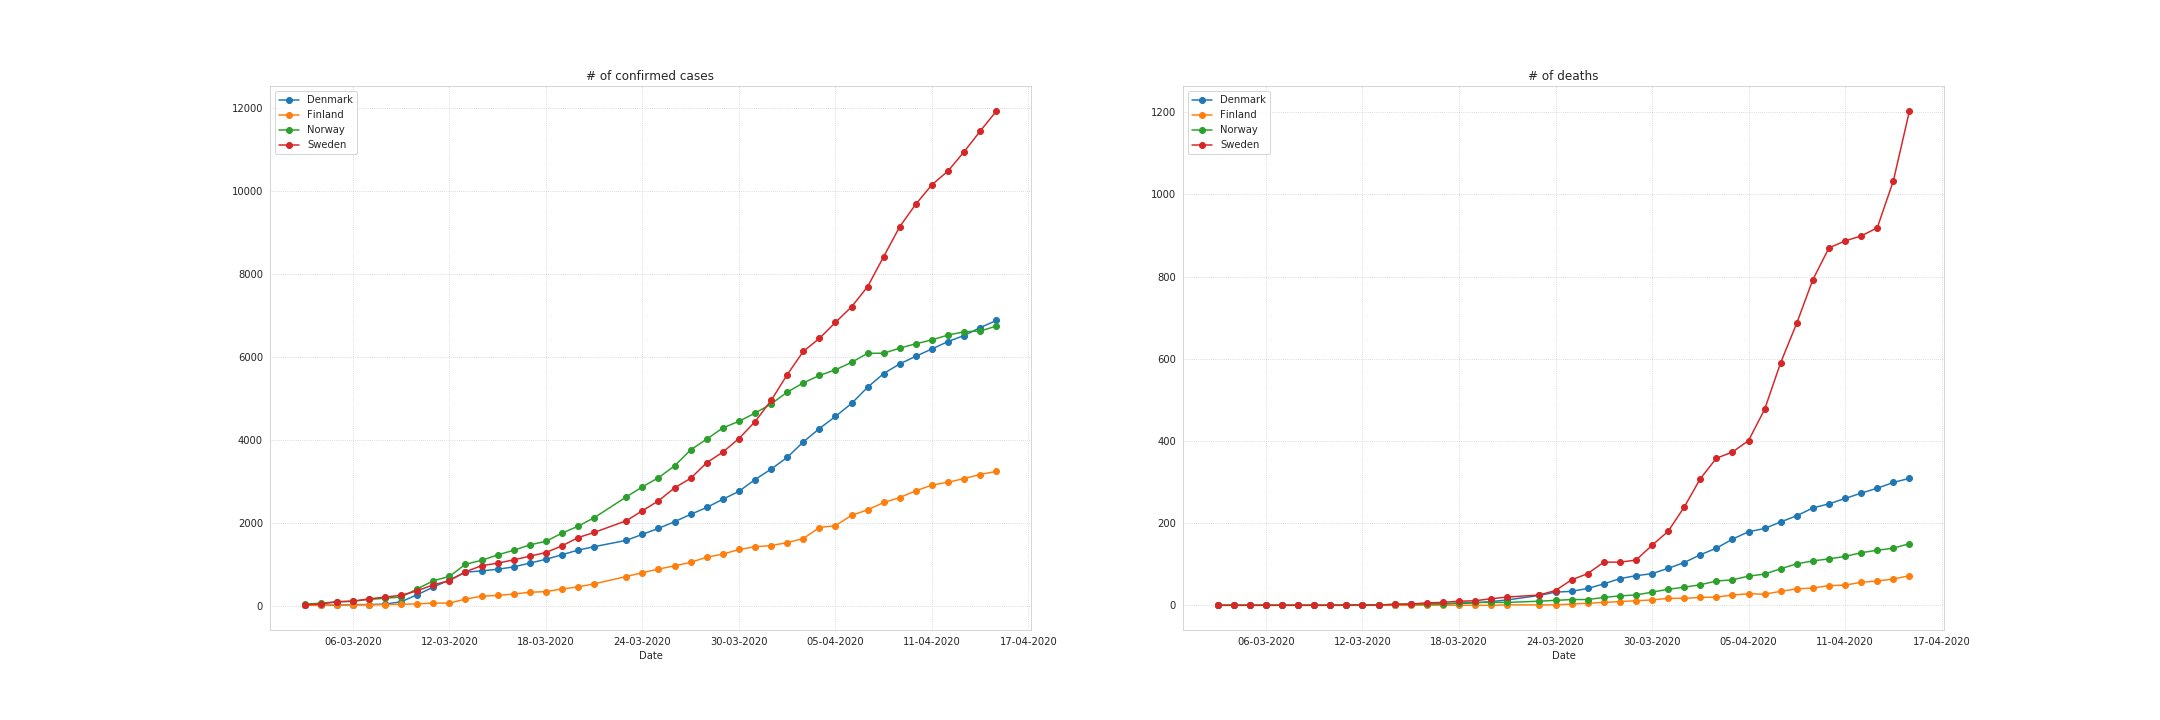 # of confirmed cases
Denmark
Finland
Norway
Sweden
12000
10000
8000
6000
4000
2000
0
06-03-2020 12-03-2020 18-03-2020 24-03-2020 30-03-2020 05-04-2020 11-04-2020 17-04-2020
Date
# of deaths
Denmark
Finland
Norway
Sweden
1200
1000
800
600
400
200
0
06-03-2020 12-03-2020 18-03-2020 24-03-2020 30-03-2020 05-04-2020 11-04-2020 17-04-2020
Date